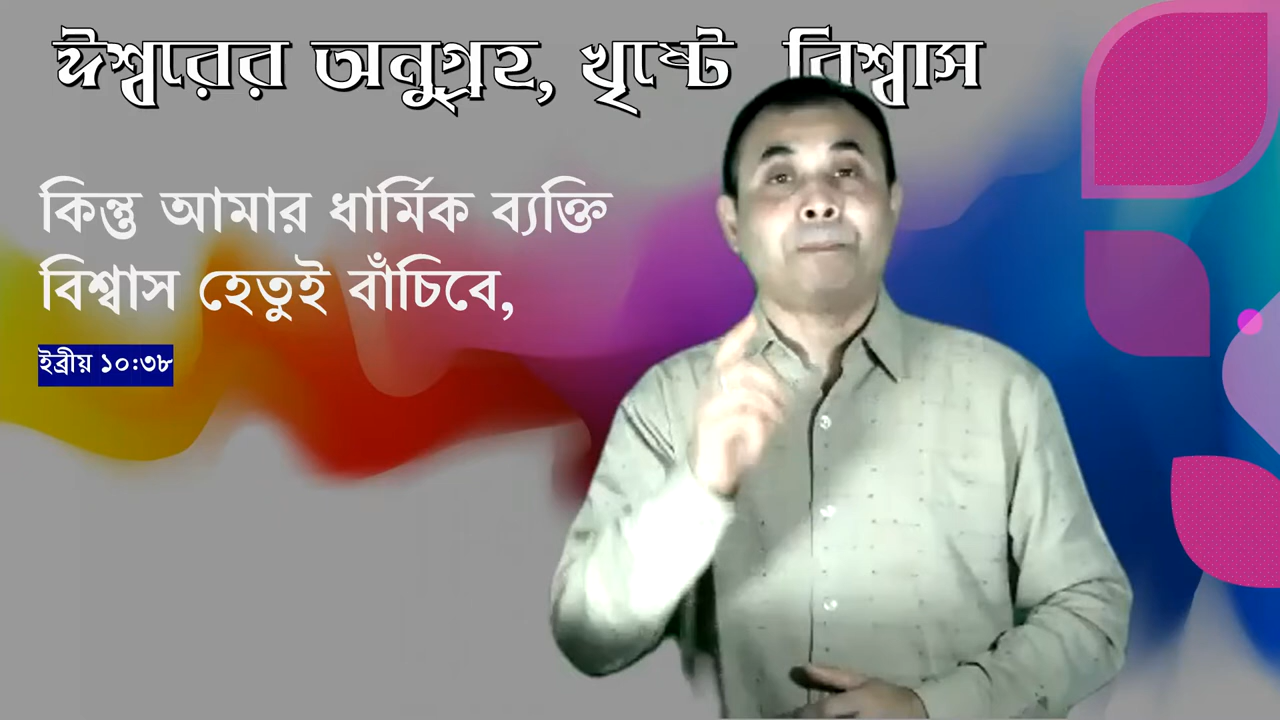 ঈশ্বরের অনুগ্রহ, খৃষ্টে বিশ্বাস
কিন্তু আমার ধার্মিক ব্যক্তি
বিশ্বাস হেতুই বাঁচিবে,
ইব্রীয় ১০:৩৮